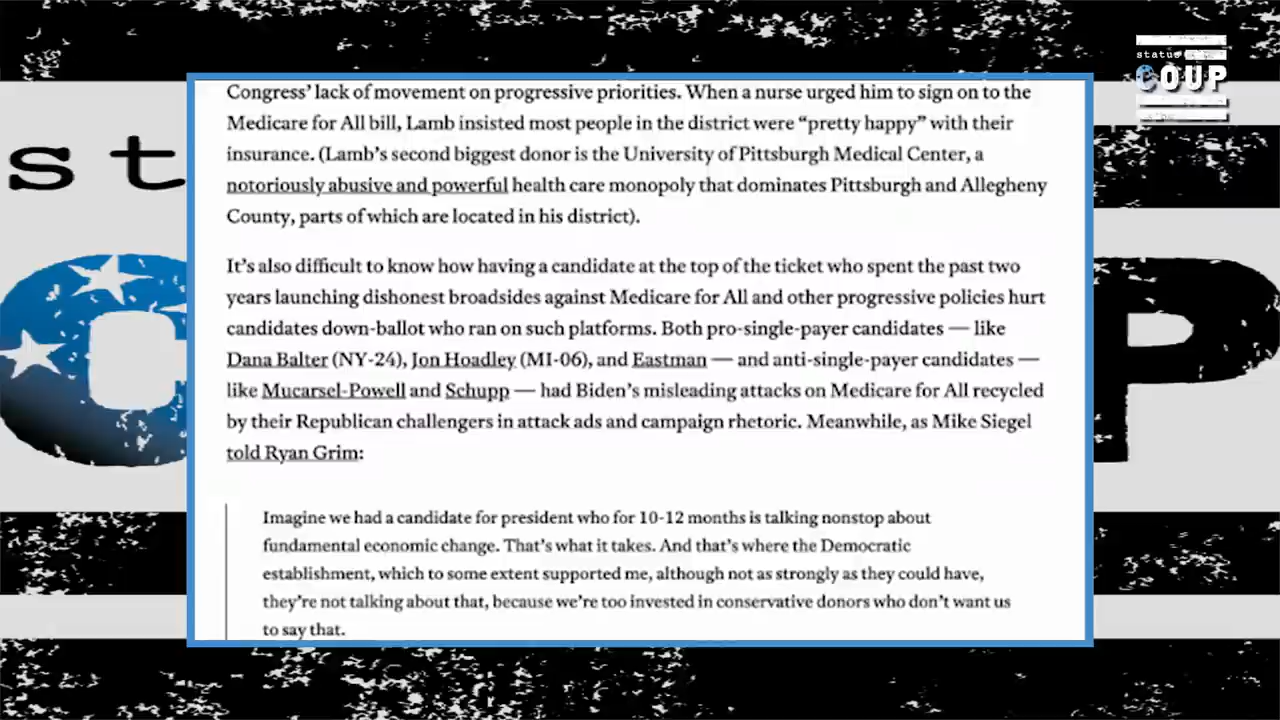 status
COUP
st
P
Congress’ lack of movement on progressive priorities. When a nurse urged him to sign on to the
Medicare for All bill, Lamb insisted most people in the district were “pretty happy” with their
insurance. (Lamb’s second biggest donor is the University of Pittsburgh Medical Center, a
notoriously abusive and powerful health care monopoly that dominates Pittsburgh and Allegheny
County, parts of which are located in his district).
It’s also difficult to know how having a candidate at the top of the ticket who spent the past two
years launching dishonest broadsides against Medicare for All and other progressive policies hurt
candidates down-ballot who ran on such platforms. Both pro-single-payer candidates — like
Dana Balter (NY-24), Jon Hoadley (MI-06), and Eastman — and anti-single-payer candidates —
like Mucarsel-Powell and Schupp — had Biden’s misleading attacks on Medicare for All recycled
by their Republican challengers in attack ads and campaign rhetoric. Meanwhile, as Mike Siegel
told Ryan Grim:
Imagine we had a candidate for president who for 10-12 months is talking nonstop about
fundamental economic change. That’s what it takes. And that’s where the Democratic
establishment, which to some extent supported me, although not as strongly as they could have,
they’re not talking about that, because we’re too invested in conservative donors who don’t want us
to say that.